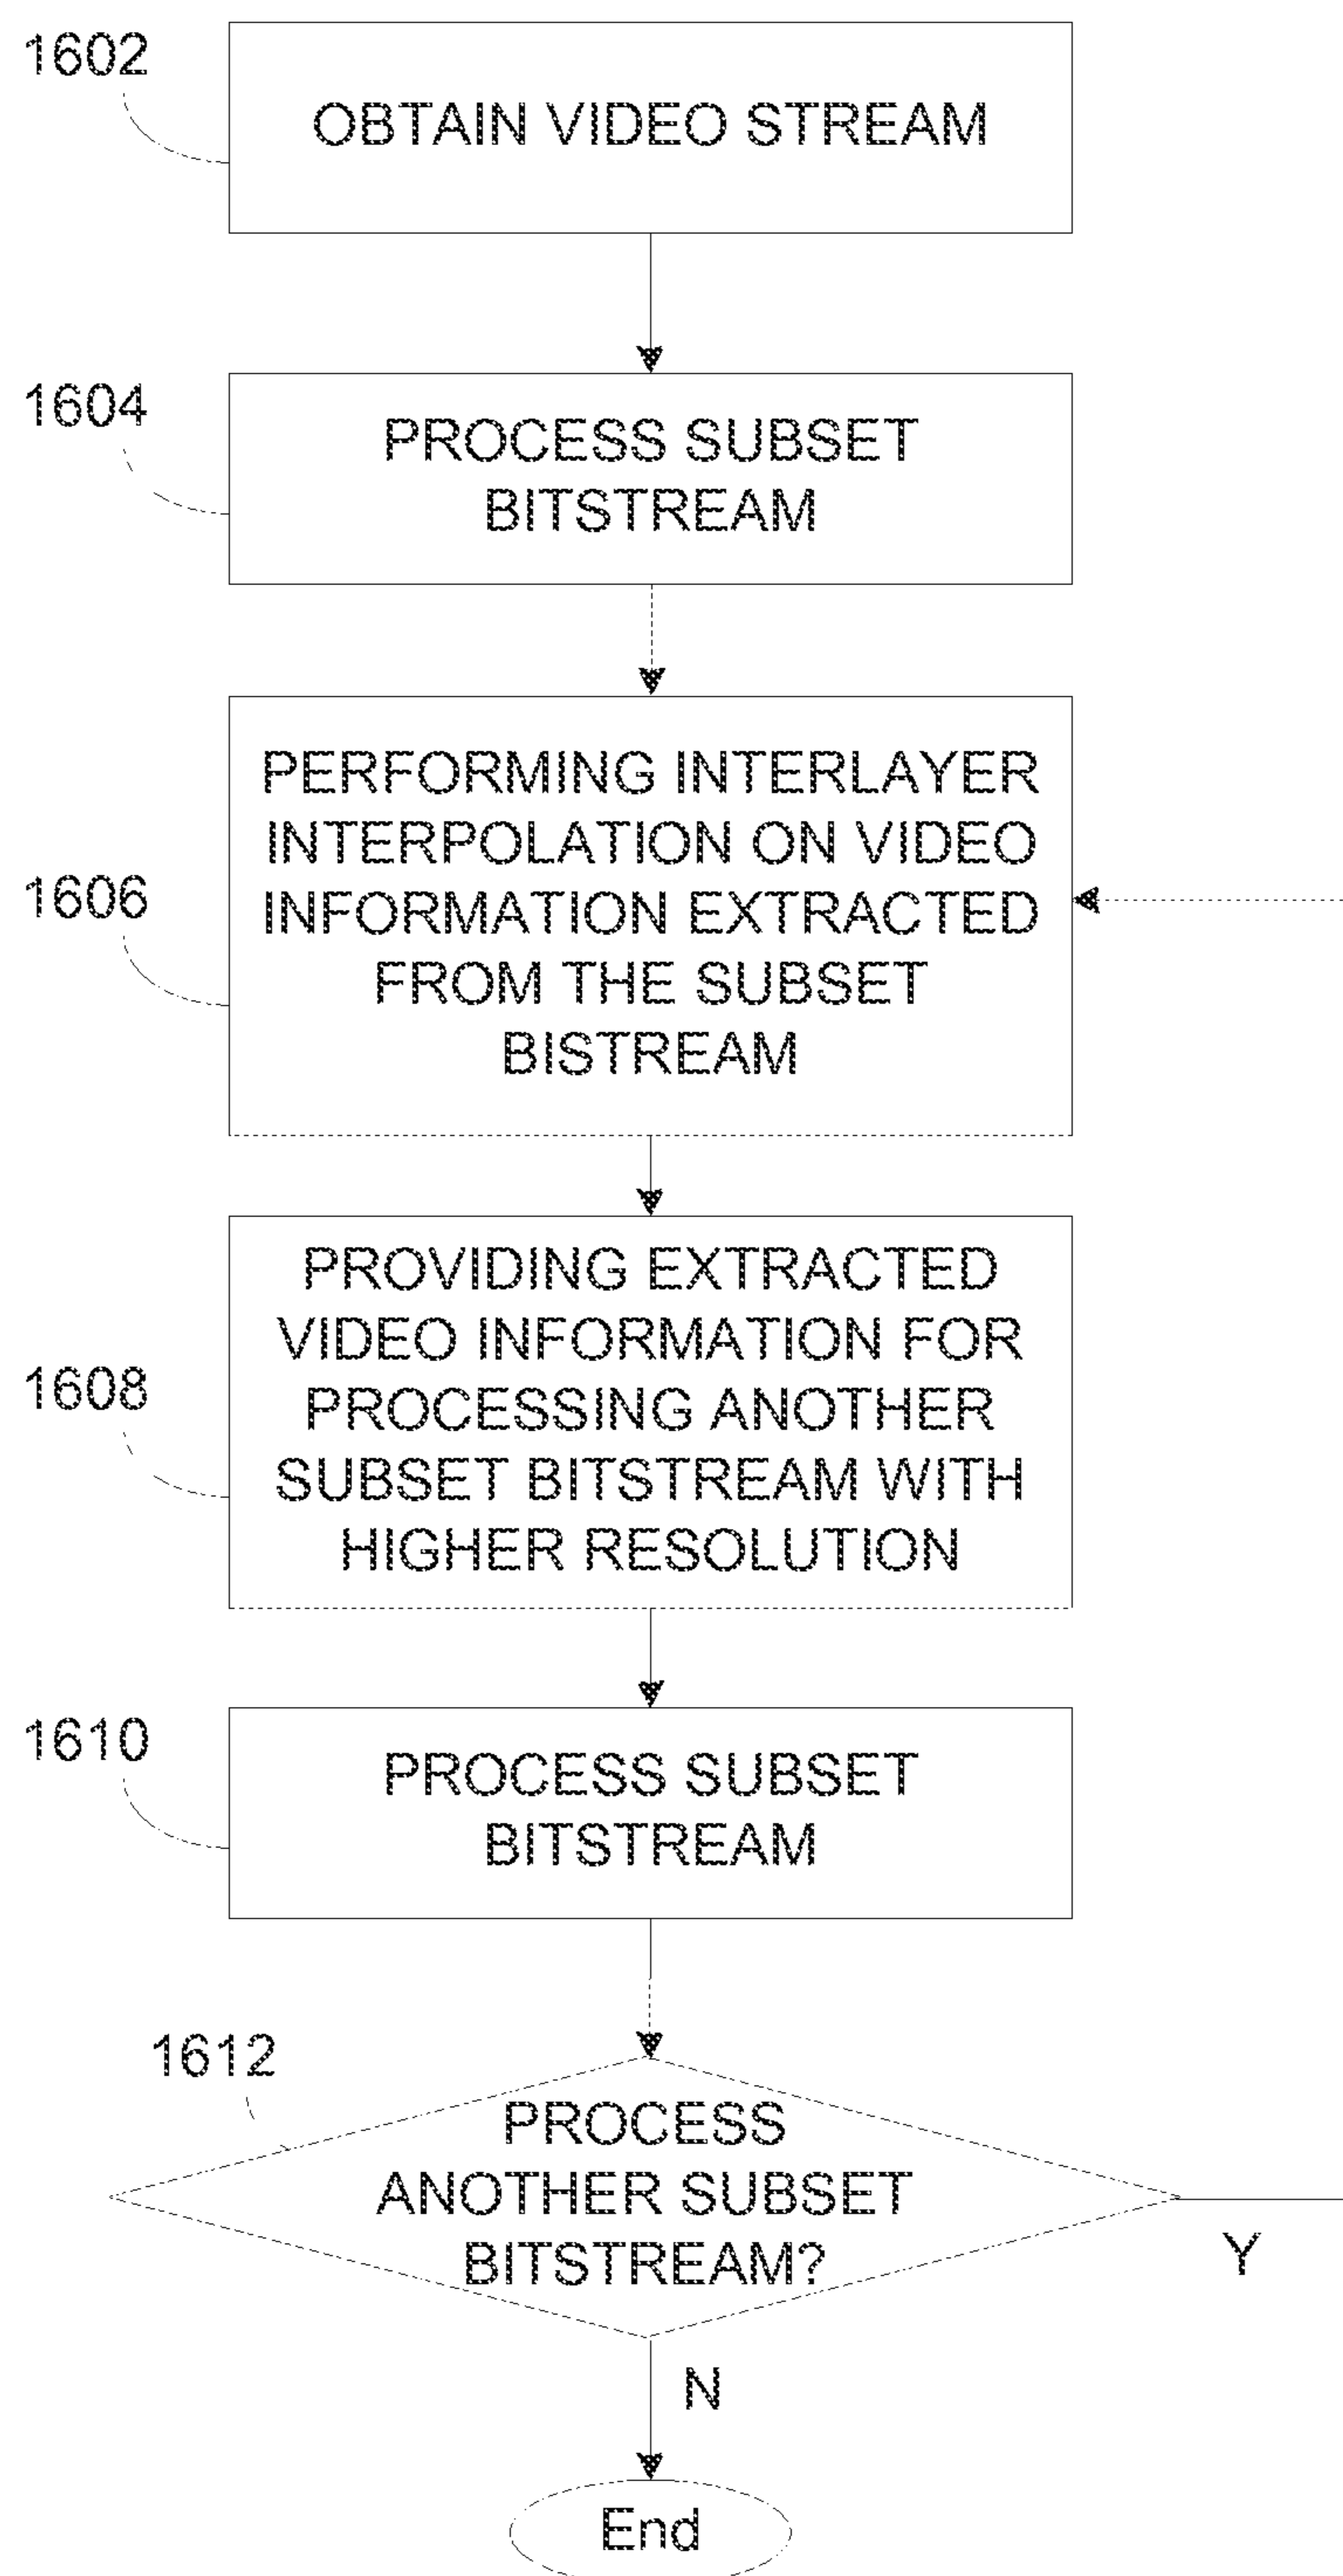 1602
OBTAIN VIDEO STREAM
1604
PROCESS SUBSET
BITSTREAM
1606
PERFORMING INTERLAYER
INTERPOLATION ON VIDEO
INFORMATION EXTRACTED
FROM THE SUBSET
BISTREAM
1608
PROVIDING EXTRACTED
VIDEO INFORMATION FOR
PROCESSING ANOTHER
SUBSET BITSTREAM WITH
HIGHER RESOLUTION
1610
PROCESS SUBSET
BITSTREAM
1612
PROCESS
ANOTHER SUBSET
BITSTREAM?
Y
N
End